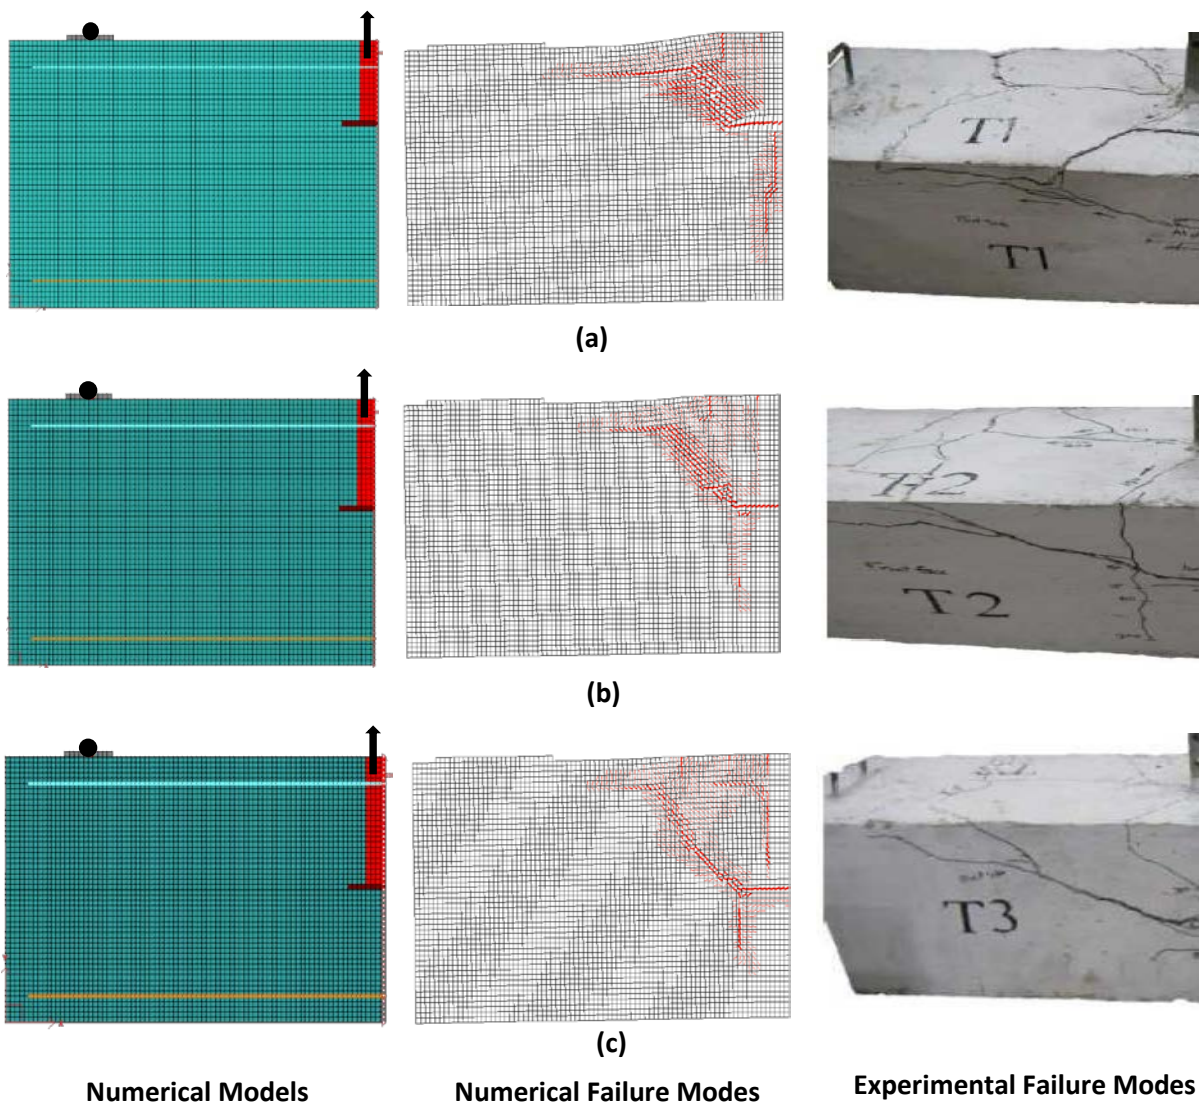 T1
T1
(a)
T2
T2
(b)
T3
(c)
Numerical Models
Numerical Failure Modes
Experimental Failure Modes